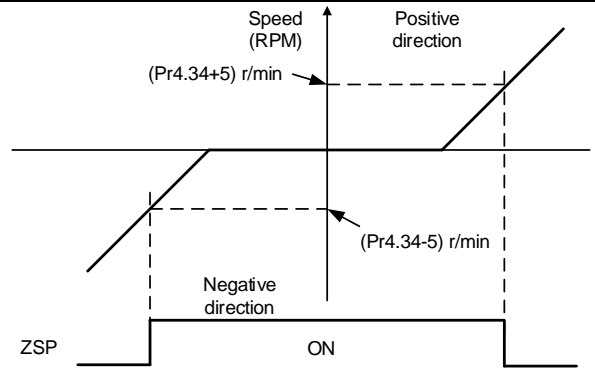 Speed
(RPM)
Positive
direction
(Pr4.34+5) r/min
(Pr4.34-5) r/min
Negative
direction
ZSP
ON